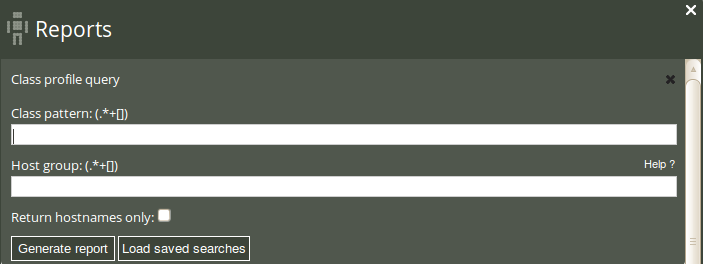 Reports
Class profile query
Class pattern: (.*+[])
Host group: (.*+[])
Help ?
Return hostnames only:
Generate report
Load saved searches